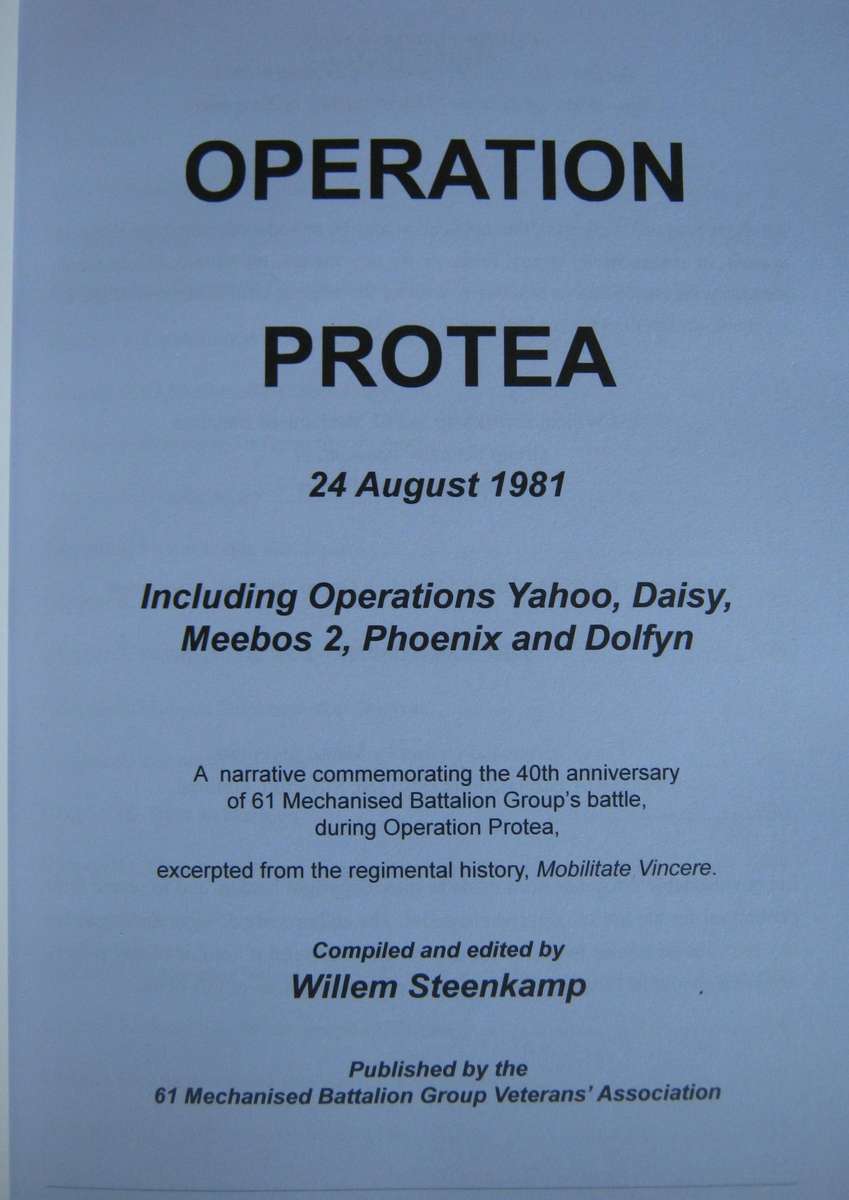 OPERATION
PROTEA
24 August 1981
Including Operations Yahoo, Daisy,
Meebos 2, Phoenix and Dolfyn
A narrative commemorating the 40th anniversary
of 61 Mechanised Battalion Group's battle,
during Operation Protea,
excerpted from the regimental history, Mobilitate Vincere.
Compiled and edited by
Willem Steenkamp
Published by the
61 Mechanised Battalion Group Veterans' Association